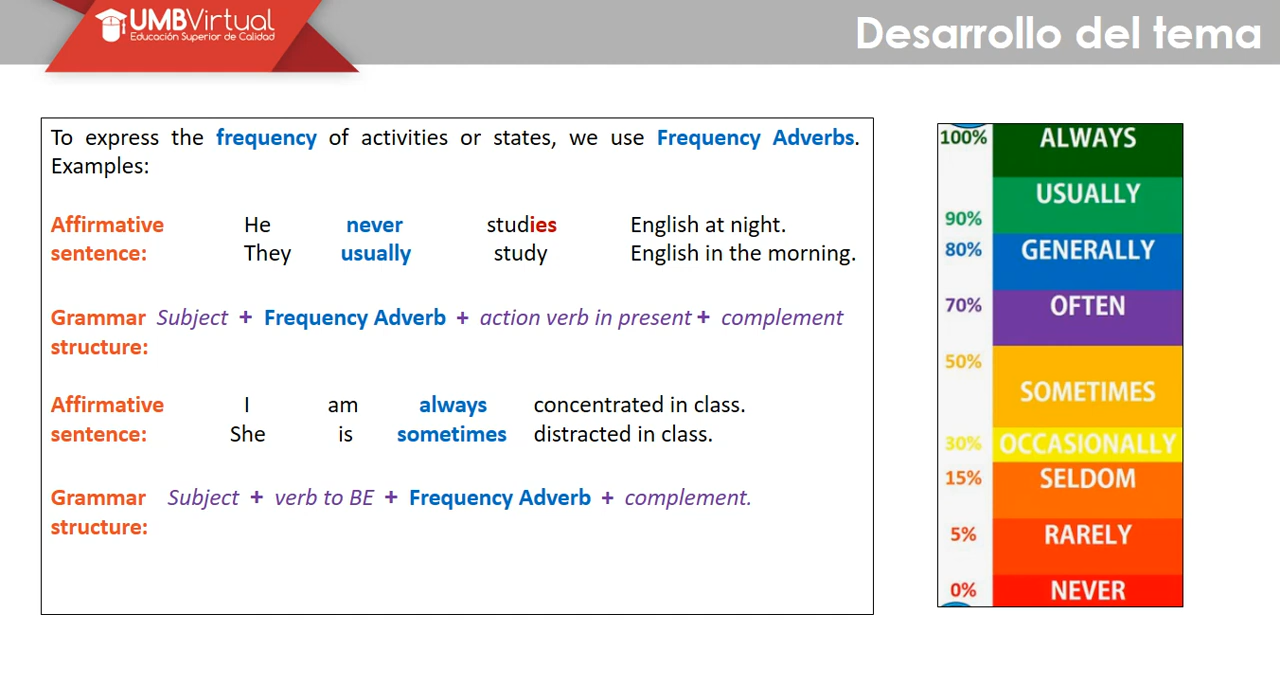 UMBVirtual
Educación Superior de Calidad
Desarrollo del tema
To express the frequency of activities or states, we use Frequency Adverbs.
Examples:
Affirmative He never studies English at night.
sentence: They usually study English in the morning.
Grammar Subject + Frequency Adverb + action verb in present + complement
structure:
Affirmative I am always concentrated in class.
sentence: She is sometimes distracted in class.
Grammar Subject + verb to BE + Frequency Adverb + complement.
structure:
100% ALWAYS
90% USUALLY
80% GENERALLY
70% OFTEN
50% SOMETIMES
30% OCCASIONALLY
15% SELDOM
5% RARELY
0% NEVER